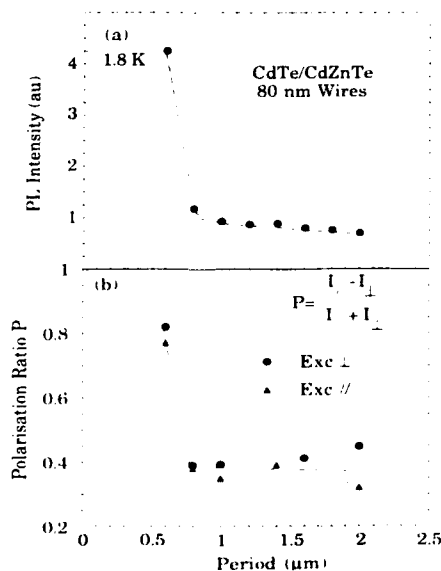 (a)
1.8 K
CdTe/CdZnTe
80 nm Wires
PL Intensity (au)
4
3
2
1
1
(b)
P= I - I⊥
I + I⊥
Exc ⊥
Exc //
Polarisation Ratio P
0.8
0.6
0.4
0.2
0 0.5 1 1.5 2 2.5
Period (μm)